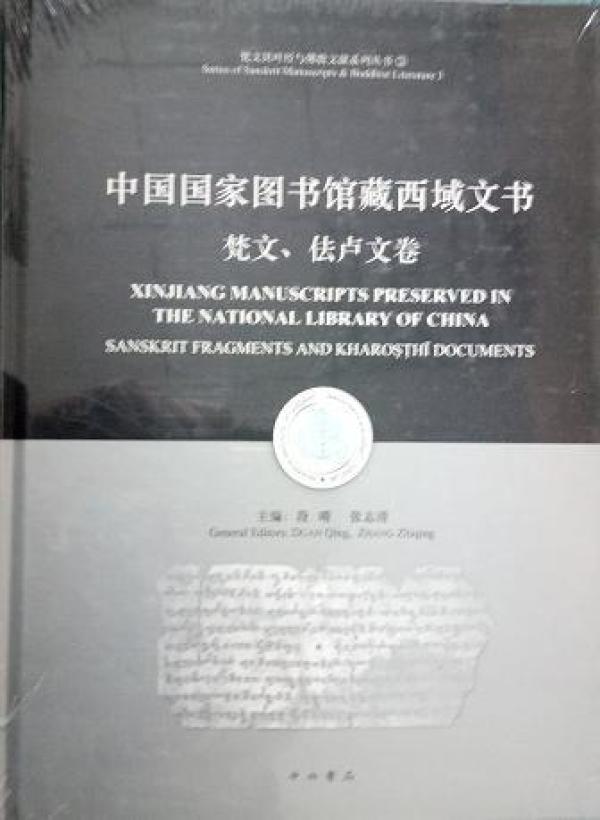 梵文贝叶经与佛教文献系列丛书③
Series of Sanskrit Manuscripts & Buddhist Literature 3
中国国家图书馆藏西域文书
梵文、佉卢文卷
XINJIANG MANUSCRIPTS PRESERVED IN
THE NATIONAL LIBRARY OF CHINA
SANSKRIT FRAGMENTS AND KHAROṢṬHĪ DOCUMENTS
主编：段晴 张志清
General Editors: DUAN Qing, ZHANG Zhiqing
中西書局